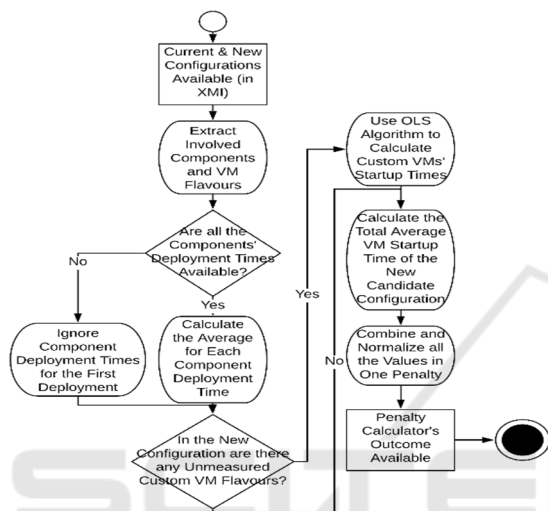 Current & New
Configurations
Available (in
XMI)
Extract
Involved
Components
and VM
Flavours
Are all the
Components'
Deployment Times
Available?
No
Yes
Ignore
Component
Deployment Times
for the First
Deployment
Calculate
the Average
for Each
Component
Deployment
Time
In the New
Configuration are there
any Unmeasured
Custom VM Flavours?
Yes
No
Use OLS
Algorithm to
Calculate
Custom VMs'
Startup Times
Calculate the
Total Average
VM Startup
Time of the
New
Candidate
Configuration
Combine and
Normalize all
the Values in
One Penalty
Penalty
Calculator's
Outcome
Available